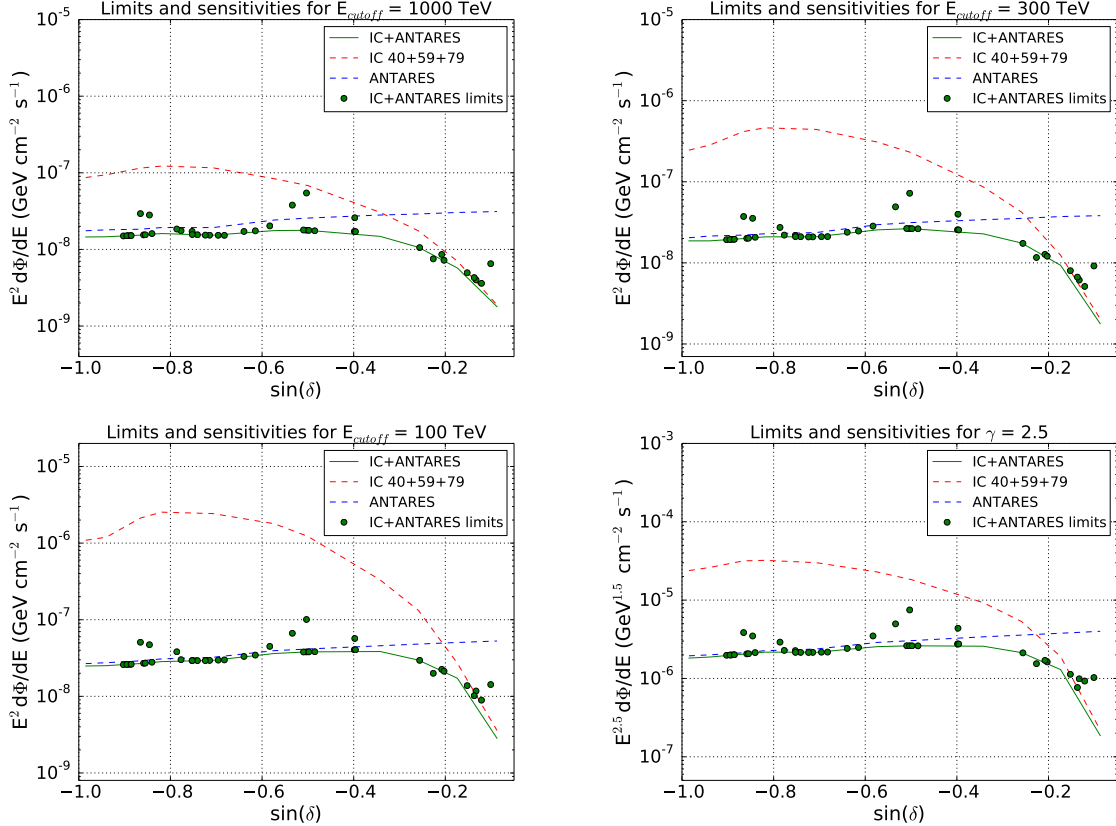 Limits and sensitivities for E_cutoff = 1000 TeV
10⁻⁵
10⁻⁶
10⁻⁷
10⁻⁸
10⁻⁹
E² dΦ/dE (GeV cm⁻² s⁻¹)
IC+ANTARES
IC 40+59+79
ANTARES
IC+ANTARES limits
−1.0 −0.8 −0.6 −0.4 −0.2
sin(δ)
Limits and sensitivities for E_cutoff = 300 TeV
10⁻⁵
10⁻⁶
10⁻⁷
10⁻⁸
10⁻⁹
E² dΦ/dE (GeV cm⁻² s⁻¹)
IC+ANTARES
IC 40+59+79
ANTARES
IC+ANTARES limits
−1.0 −0.8 −0.6 −0.4 −0.2
sin(δ)
Limits and sensitivities for E_cutoff = 100 TeV
10⁻⁵
10⁻⁶
10⁻⁷
10⁻⁸
10⁻⁹
E² dΦ/dE (GeV cm⁻² s⁻¹)
IC+ANTARES
IC 40+59+79
ANTARES
IC+ANTARES limits
−1.0 −0.8 −0.6 −0.4 −0.2
sin(δ)
Limits and sensitivities for γ = 2.5
10⁻³
10⁻⁴
10⁻⁵
10⁻⁶
10⁻⁷
E²·⁵ dΦ/dE (GeV¹·⁵ cm⁻² s⁻¹)
IC+ANTARES
IC 40+59+79
ANTARES
IC+ANTARES limits
−1.0 −0.8 −0.6 −0.4 −0.2
sin(δ)